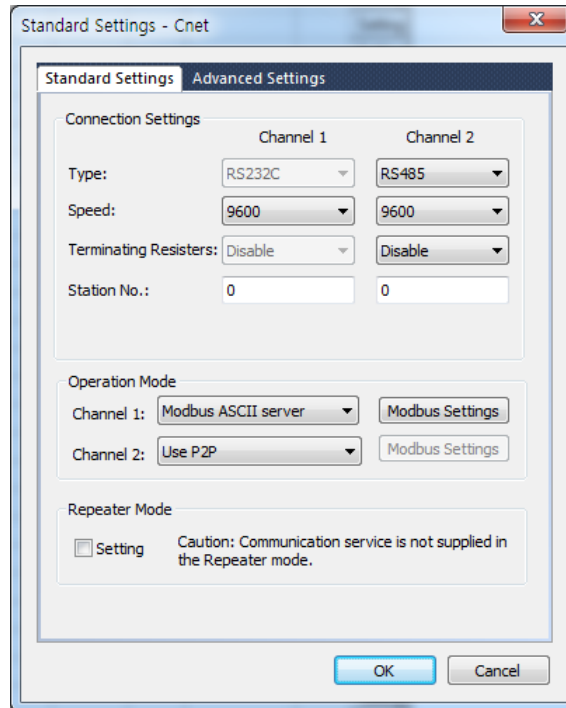 Standard Settings - Cnet
Standard Settings Advanced Settings
Connection Settings
Channel 1 Channel 2
Type: RS232C RS485
Speed: 9600 9600
Terminating Resisters: Disable Disable
Station No.: 0 0
Operation Mode
Channel 1: Modbus ASCII server Modbus Settings
Channel 2: Use P2P Modbus Settings
Repeater Mode
Setting Caution: Communication service is not supplied in
the Repeater mode.
OK Cancel